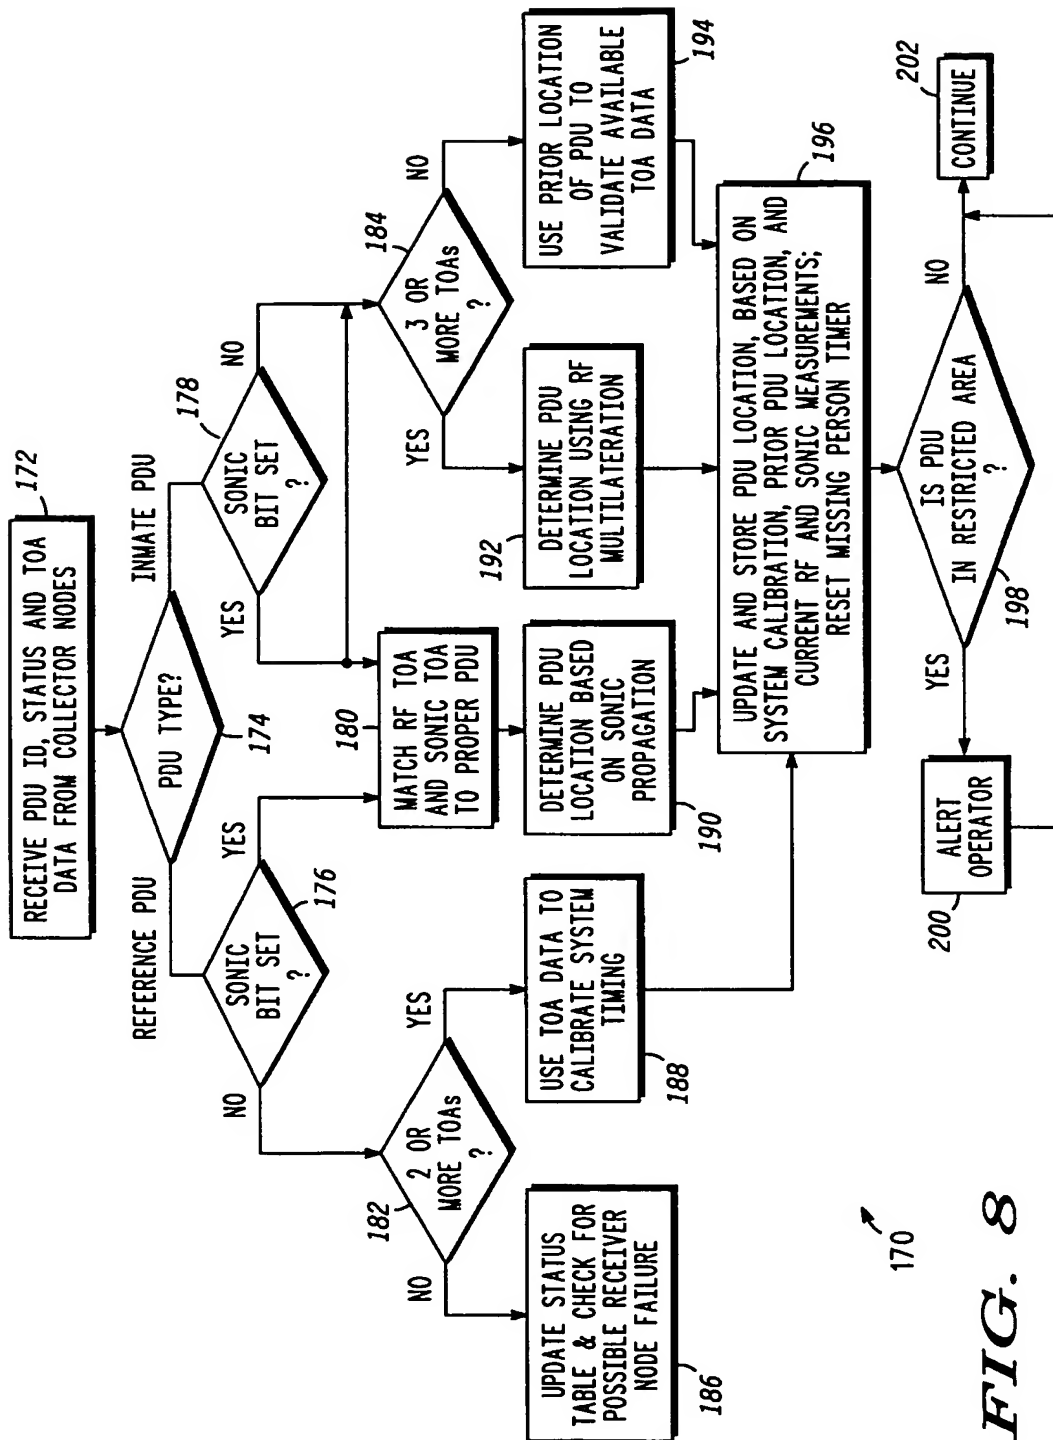 172
RECEIVE PDU ID, STATUS AND TOA
DATA FROM COLLECTOR NODES
PDU TYPE?
174
REFERENCE PDU
INMATE PDU
SONIC
BIT SET
?
176
NO
YES
SONIC
BIT SET
?
178
YES
NO
2 OR
MORE TOAs
?
182
NO
YES
180
MATCH RF TOA
AND SONIC TOA
TO PROPER PDU
3 OR
MORE TOAs
?
184
YES
NO
UPDATE STATUS
TABLE & CHECK FOR
POSSIBLE RECEIVER
NODE FAILURE
186
USE TOA DATA TO
CALIBRATE SYSTEM
TIMING
188
DETERMINE PDU
LOCATION BASED
ON SONIC
PROPAGATION
190
192
DETERMINE PDU
LOCATION USING RF
MULTILATERATION
USE PRIOR LOCATION
OF PDU TO
VALIDATE AVAILABLE
TOA DATA
194
UPDATE AND STORE PDU LOCATION, BASED ON
SYSTEM CALIBRATION, PRIOR PDU LOCATION, AND
CURRENT RF AND SONIC MEASUREMENTS;
RESET MISSING PERSON TIMER
196
IS PDU
IN RESTRICTED AREA
?
198
YES
NO
200
ALERT
OPERATOR
202
CONTINUE
170
FIG. 8